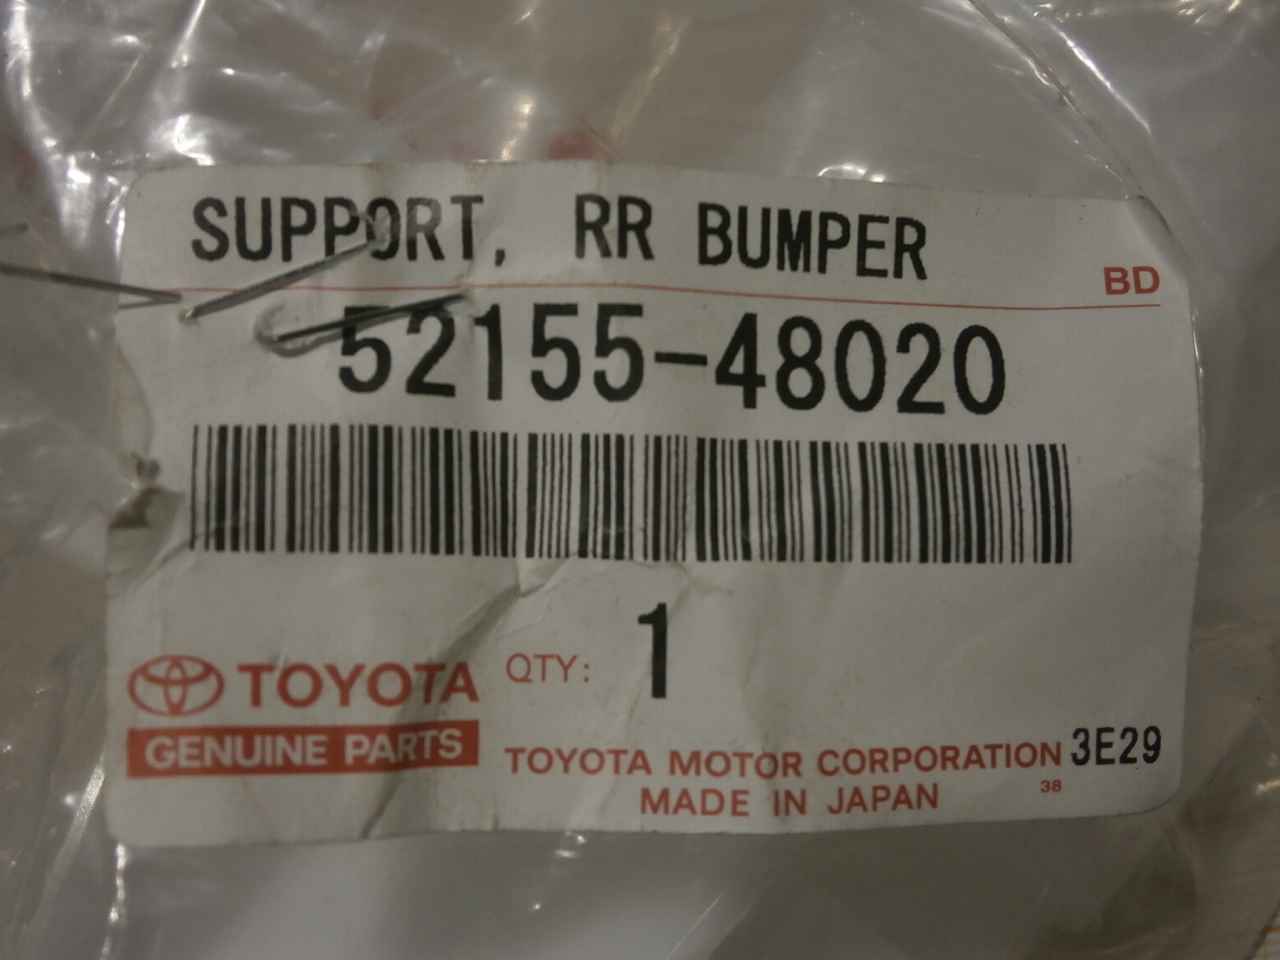 SUPPORT, RR BUMPER
BD
52155-48020
1
QTY:
TOYOTA
GENUINE PARTS
TOYOTA MOTOR CORPORATION 3E29
MADE IN JAPAN
38